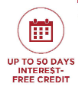 UP TO 50 DAYS
INTEREST-
FREE CREDIT